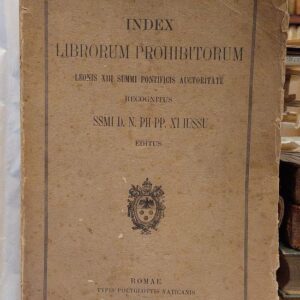 INDEX
LIBRORUM PROHIBITORUM
LEONIS XIII SUMMI PONTIFICIS AUCTORITATE
RECOGNITUS
SSMI D. N. PII PP. XI IUSSU
EDITUS
ROMAE
TYPIS POLYGLOTTIS VATICANIS